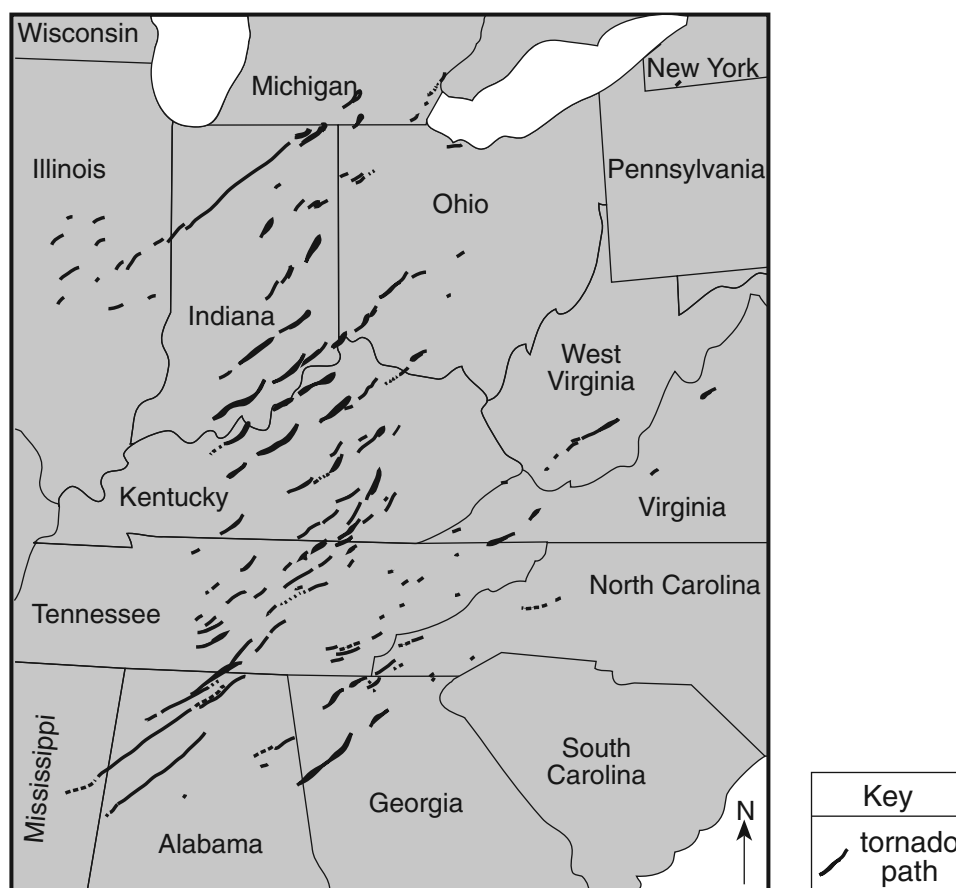 Wisconsin
Michigan
New York
Illinois
Pennsylvania
Ohio
Indiana
West
Virginia
Kentucky
Virginia
North Carolina
Tennessee
Mississippi
South
Carolina
Georgia
Alabama
N
Key
tornado
path